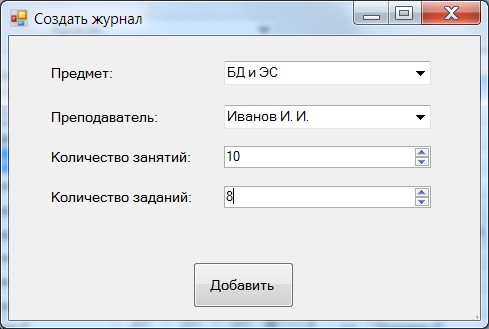 Создать журнал
Предмет: БД и ЭС
Преподаватель: Иванов И. И.
Количество занятий: 10
Количество заданий: 8
Добавить